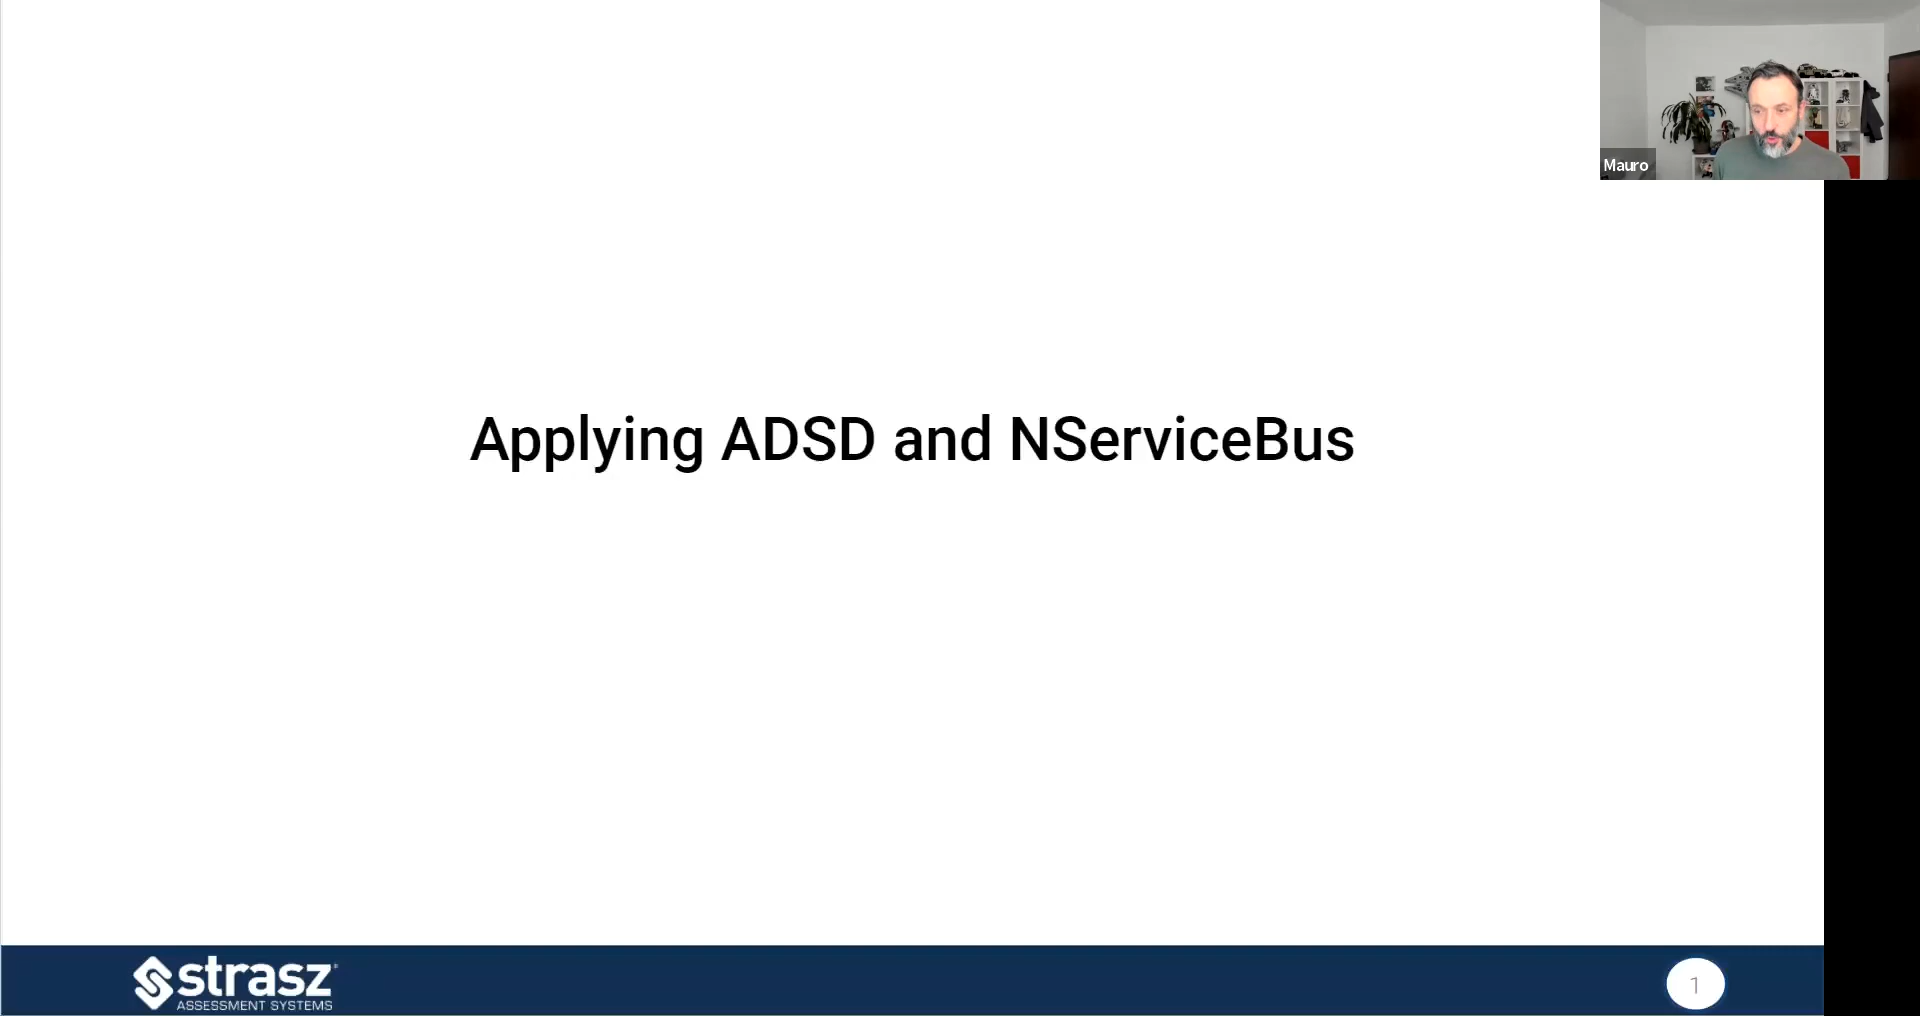 Mauro
Applying ADSD and NServiceBus
strasz
ASSESSMENT SYSTEMS
1